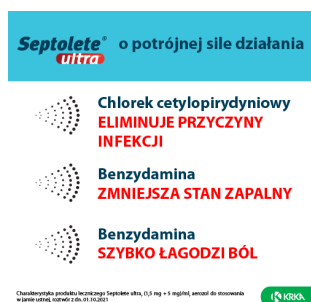 Septolete® ultra o potrójnej sile działania
Chlorek cetylopirydyniowy
ELIMINUJE PRZYCZYNY
INFEKCJI
Benzydamina
ZMNIEJSZA STAN ZAPALNY
Benzydamina
SZYBKO ŁAGODZI BÓL
Charakterystyka produktu leczniczego Septolete ultra, (1,5 mg + 5 mg)/ml, aerozol do stosowania
w jamie ustnej, roztwór z dn. 01.10.2021
KRKA